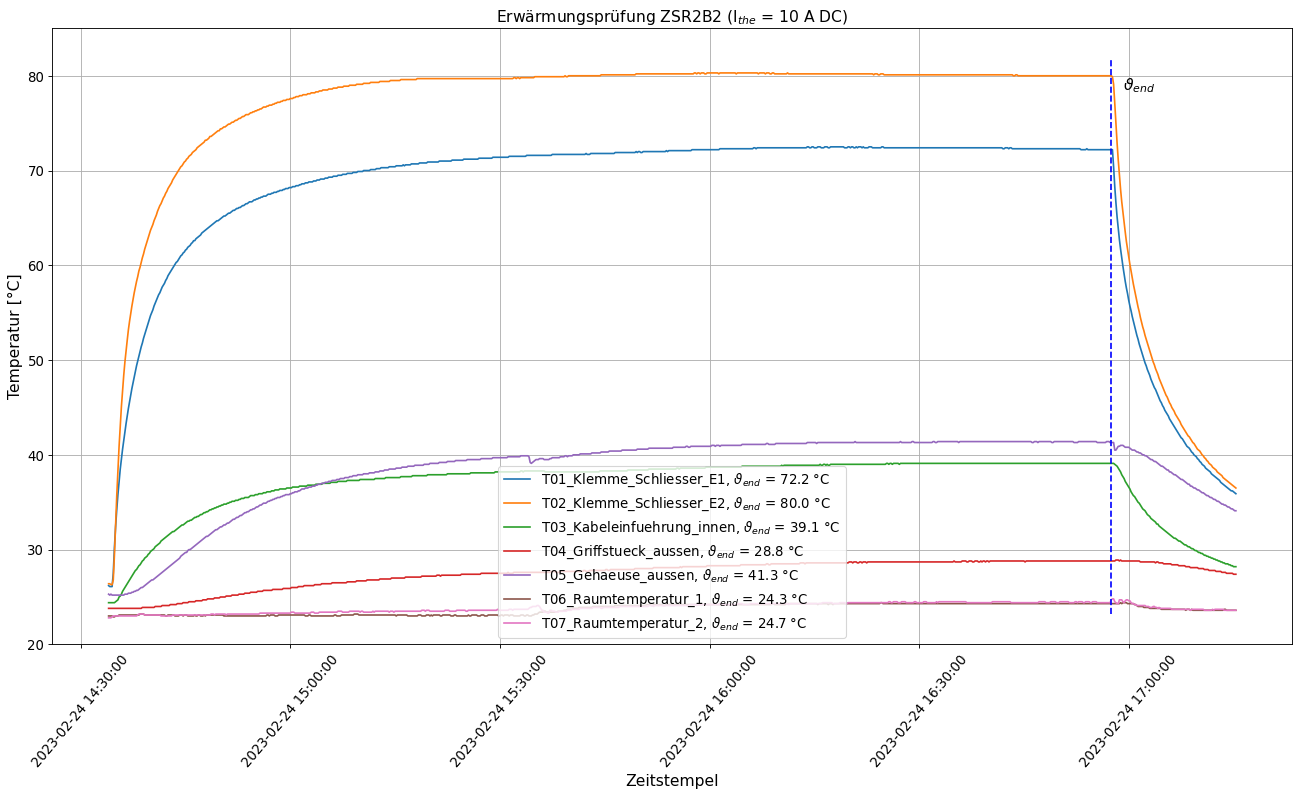 Erwärmungsprüfung ZSR2B2 (I_the = 10 A DC)
80
70
60
50
40
30
20
Temperatur [°C]
ϑ_end
T01_Klemme_Schliesser_E1, ϑ_end = 72.2 °C
T02_Klemme_Schliesser_E2, ϑ_end = 80.0 °C
T03_Kabeleinfuehrung_innen, ϑ_end = 39.1 °C
T04_Griffstueck_aussen, ϑ_end = 28.8 °C
T05_Gehaeuse_aussen, ϑ_end = 41.3 °C
T06_Raumtemperatur_1, ϑ_end = 24.3 °C
T07_Raumtemperatur_2, ϑ_end = 24.7 °C
2023-02-24 14:30:00
2023-02-24 15:00:00
2023-02-24 15:30:00
2023-02-24 16:00:00
2023-02-24 16:30:00
2023-02-24 17:00:00
Zeitstempel